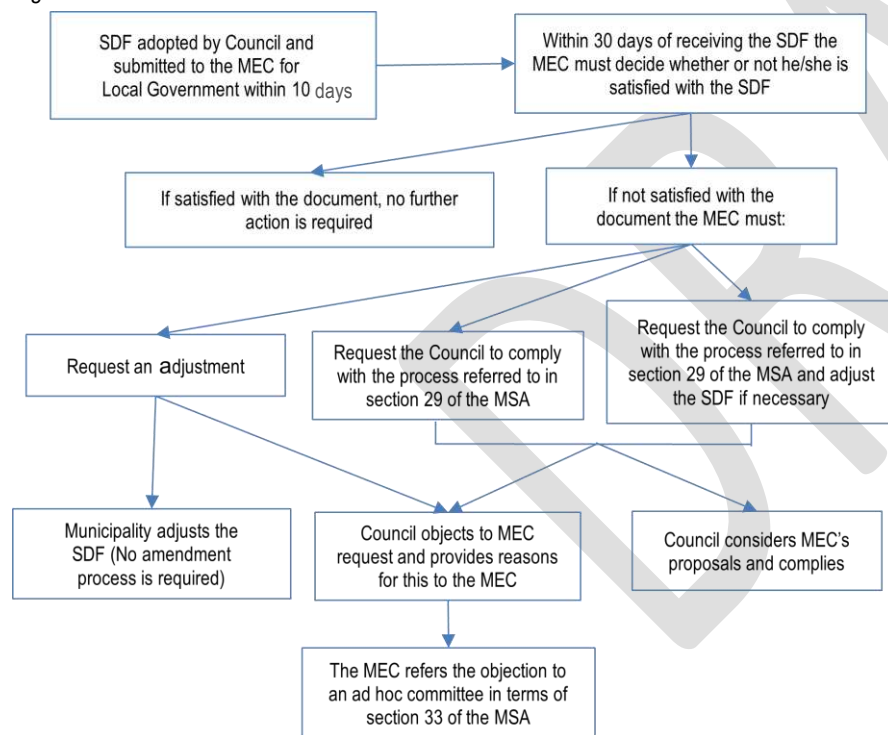 SDF adopted by Council and
submitted to the MEC for
Local Government within 10 days
Within 30 days of receiving the SDF the
MEC must decide whether or not he/she is
satisfied with the SDF
If satisfied with the document, no further
action is required
If not satisfied with the
document the MEC must:
Request an adjustment
Request the Council to comply
with the process referred to in
section 29 of the MSA
Request the Council to comply
with the process referred to in
section 29 of the MSA and adjust
the SDF if necessary
Municipality adjusts the
SDF (No amendment
process is required)
Council objects to MEC
request and provides reasons
for this to the MEC
Council considers MEC's
proposals and complies
The MEC refers the objection to
an ad hoc committee in terms of
section 33 of the MSA